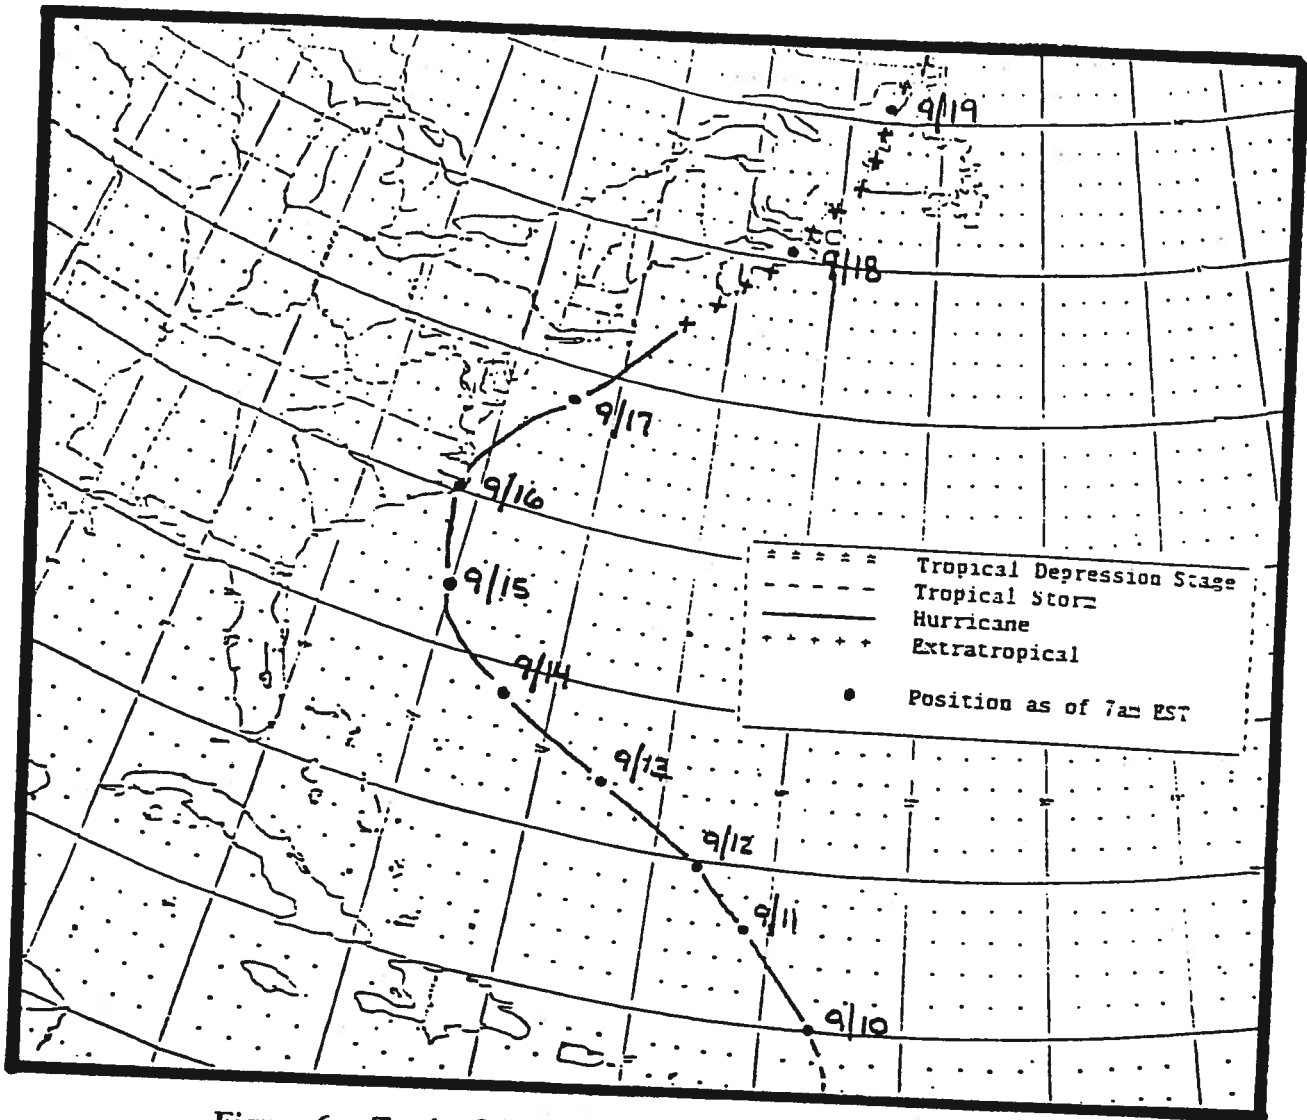 9/19
9/18
9/17
9/16
9/15
9/14
9/13
9/12
9/11
9/10
Tropical Depression Stage
Tropical Storm
Hurricane
Extratropical
Position as of 7am EST